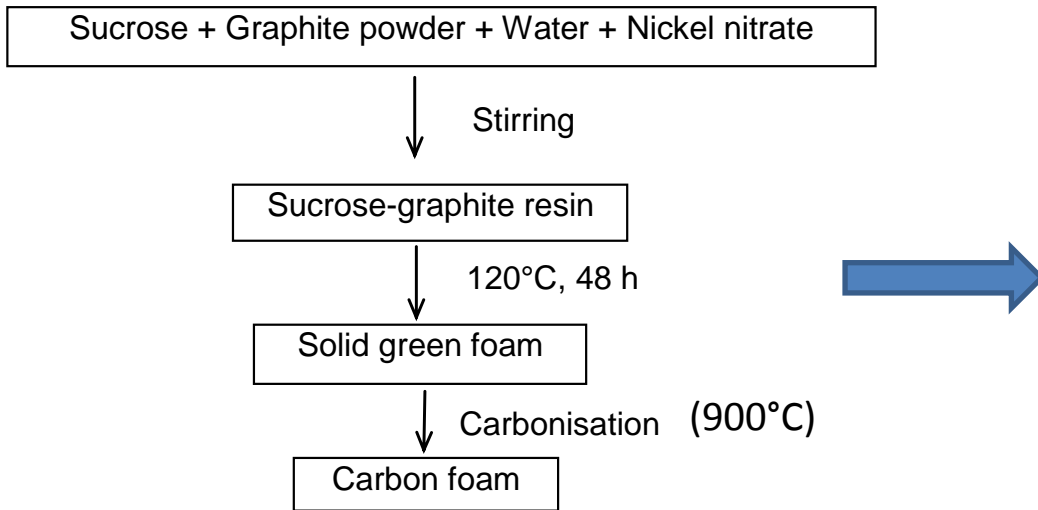 Sucrose + Graphite powder + Water + Nickel nitrate
Stirring
Sucrose-graphite resin
120°C, 48 h
Solid green foam
Carbonisation (900°C)
Carbon foam